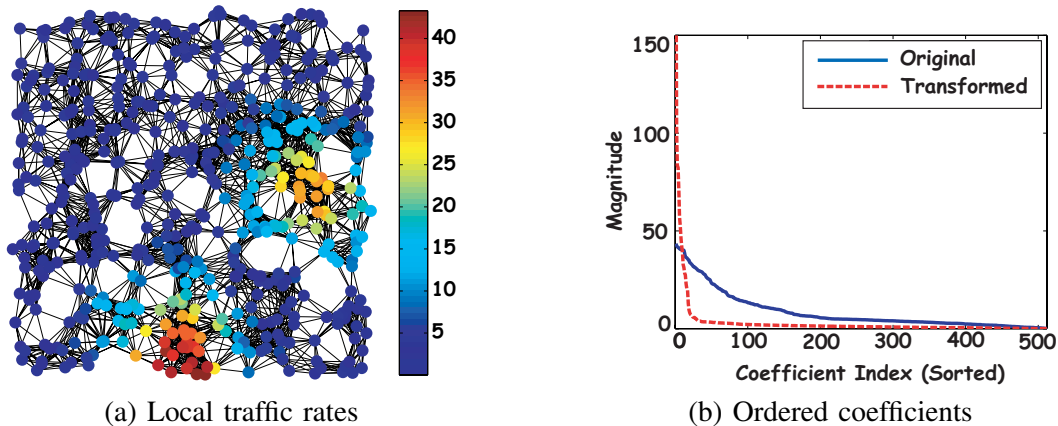 40
35
30
25
20
15
10
5
(a) Local traffic rates
150
100
50
0
Magnitude
Original
Transformed
0 100 200 300 400 500
Coefficient Index (Sorted)
(b) Ordered coefficients